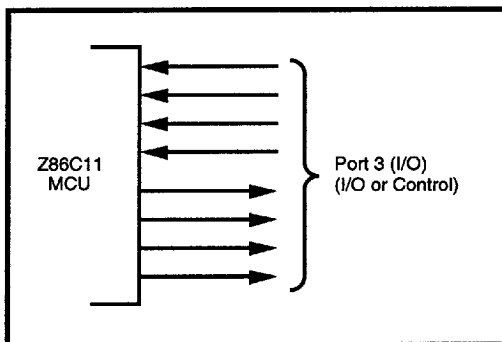 Z86C11
MCU
Port 3 (I/O)
(I/O or Control)